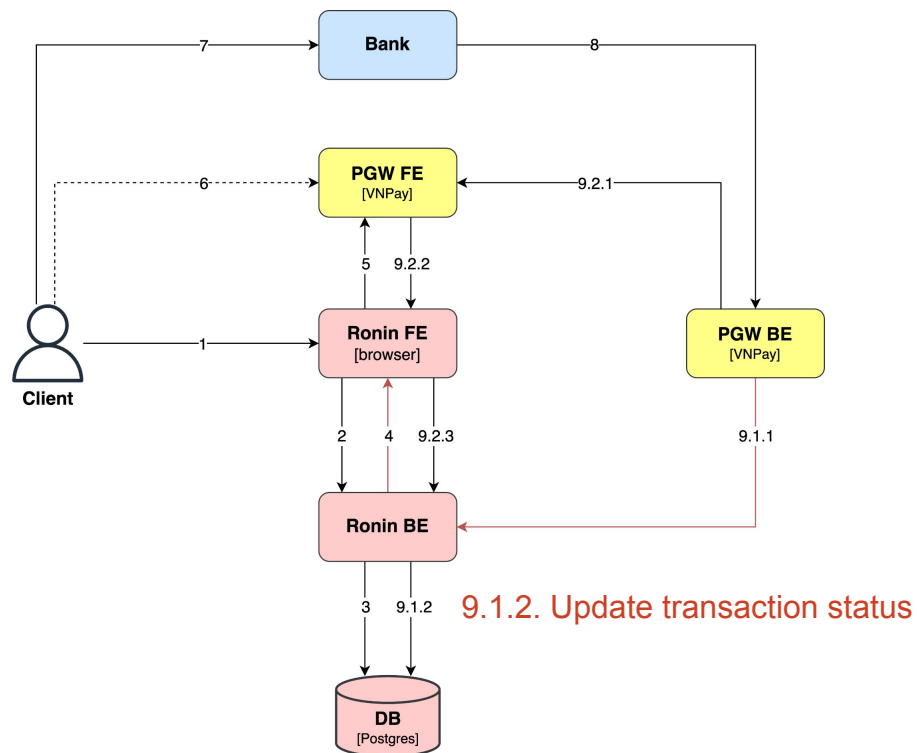 7
Bank
8
PGW FE
[VNPay]
6
9.2.1
5
9.2.2
Ronin FE
[browser]
1
PGW BE
[VNPay]
Client
2
4
9.2.3
9.1.1
Ronin BE
3
9.1.2
9.1.2. Update transaction status
DB
[Postgres]